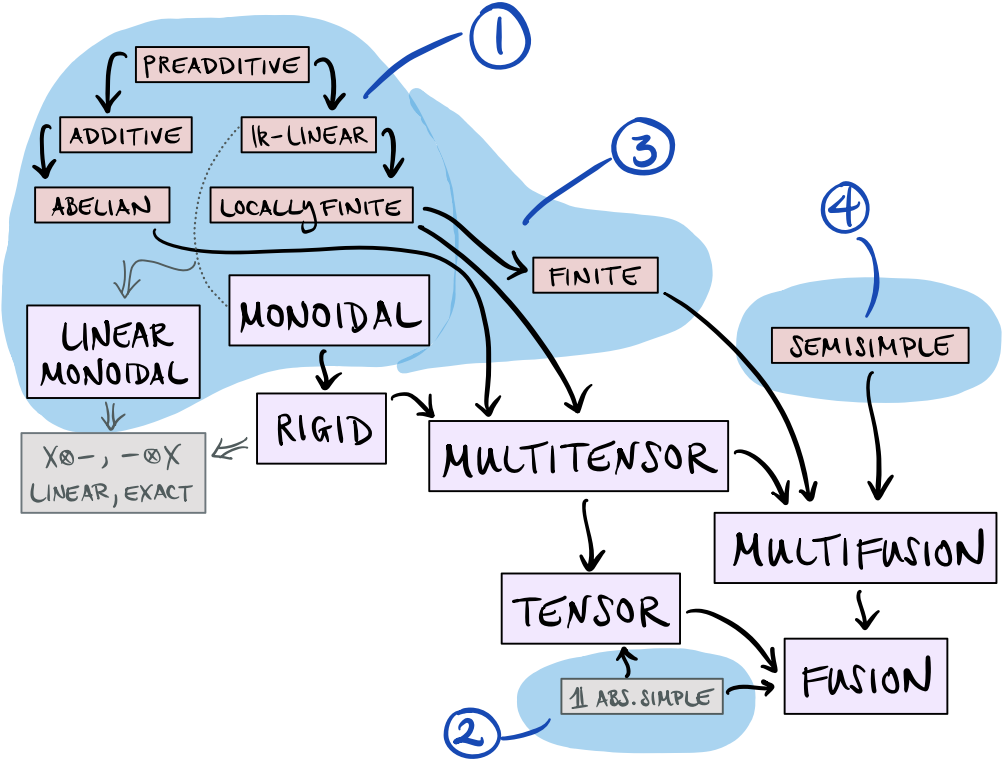 1
PREADDITIVE
3
ADDITIVE
𝕜-LINEAR
4
ABELIAN
LOCALLY FINITE
FINITE
LINEAR
MONOIDAL
MONOIDAL
SEMISIMPLE
RIGID
MULTITENSOR
X⊗-, -⊗X
LINEAR, EXACT
MULTIFUSION
TENSOR
FUSION
𝟙 ABS. SIMPLE
2